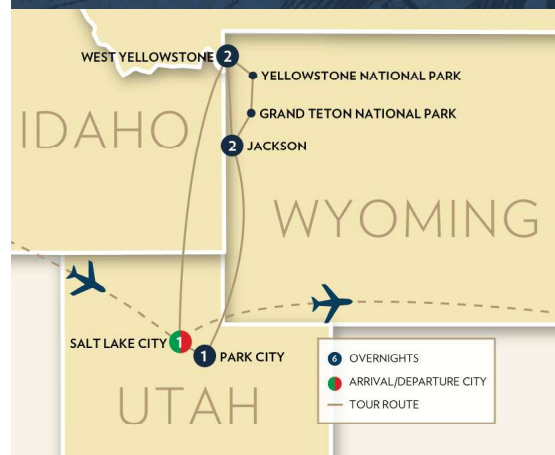 WEST YELLOWSTONE 2
YELLOWSTONE NATIONAL PARK
GRAND TETON NATIONAL PARK
IDAHO
2 JACKSON
WYOMING
SALT LAKE CITY 1
1 PARK CITY
UTAH
6 OVERNIGHTS
ARRIVAL/DEPARTURE CITY
TOUR ROUTE